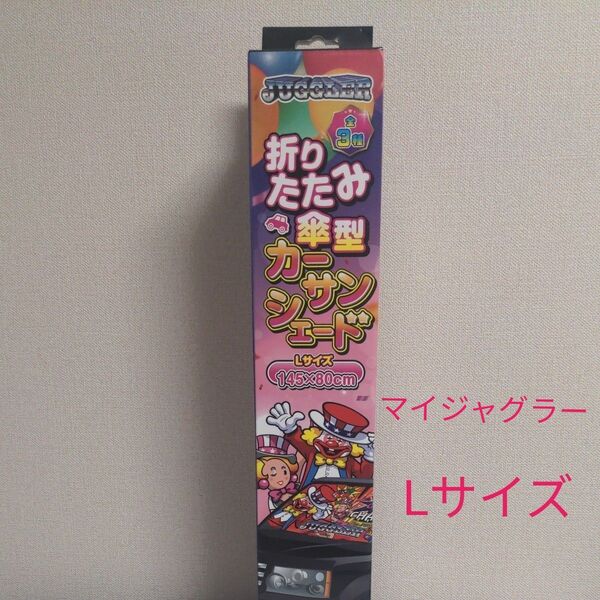 JUGGLER
全
3種
折り
たたみ
傘型
カー
サン
シェード
Lサイズ
145×80cm
マイジャグラー
Lサイズ
JUGGLER